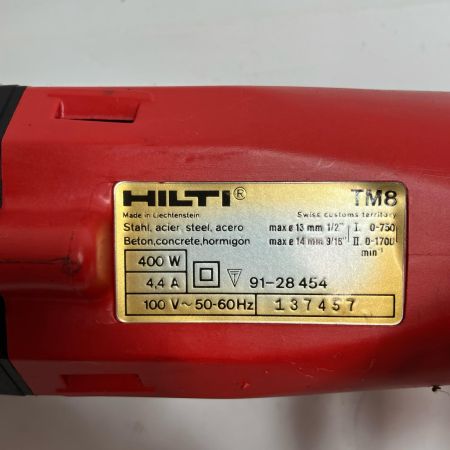 HILTI® TM8
Made in Liechtenstein Swiss customs territory
Stahl, acier, steel, acero max ø 13 mm 1/2" I. 0-750
Beton,concrete,hormigon max ø 14 mm 9/16" II. 0-1700
min⁻¹
400 W
4,4 A 91-28 454
100 V ~ 50-60Hz 137457